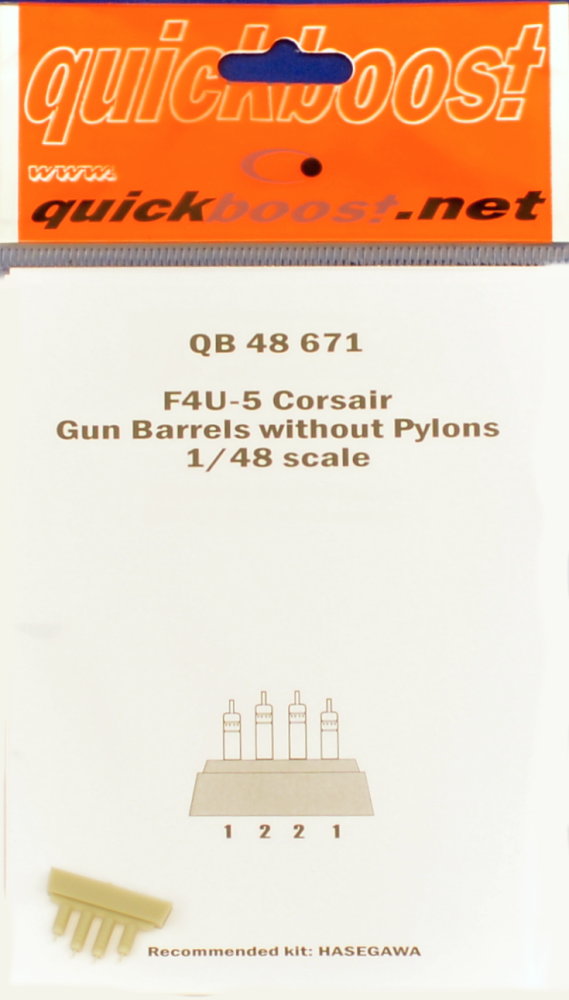 quickboost
www.
quickboost.net
QB 48 671
F4U-5 Corsair
Gun Barrels without Pylons
1/48 scale
1 2 2 1
Recommended kit: HASEGAWA